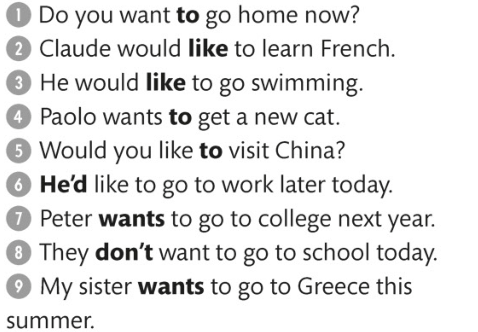 1 Do you want to go home now?
2 Claude would like to learn French.
3 He would like to go swimming.
4 Paolo wants to get a new cat.
5 Would you like to visit China?
6 He'd like to go to work later today.
7 Peter wants to go to college next year.
8 They don't want to go to school today.
9 My sister wants to go to Greece this
summer.